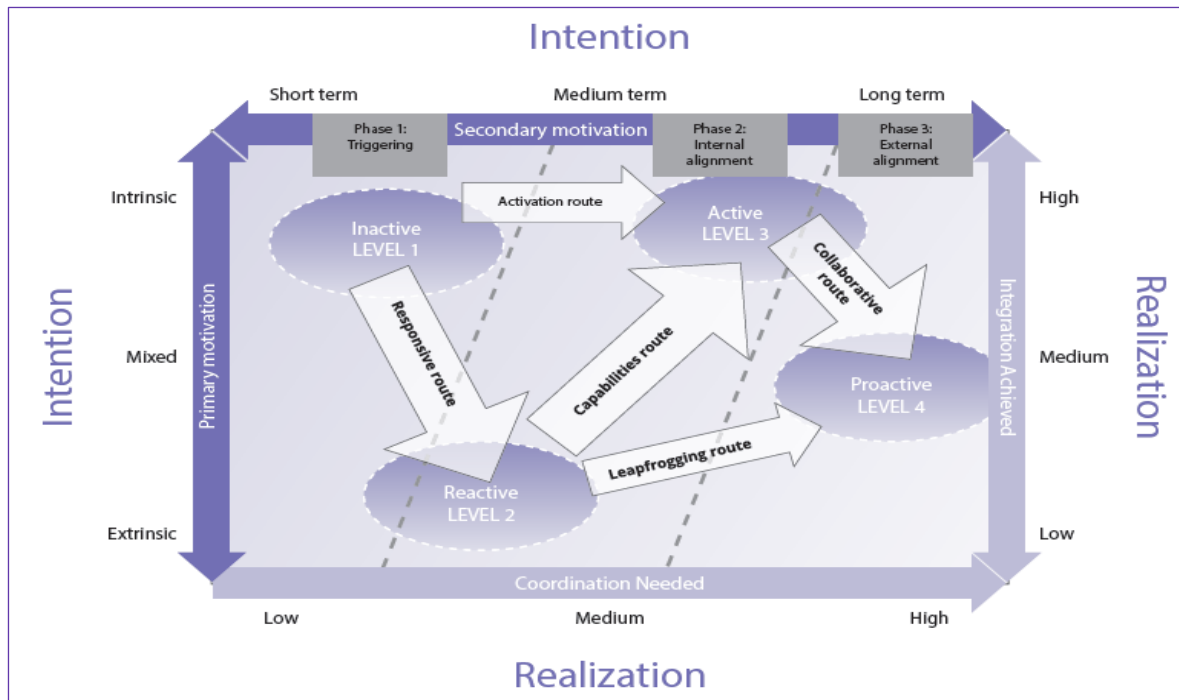 Intention
Short term
Medium term
Long term
Phase 1:
Triggering
Secondary motivation
Phase 2:
Internal
alignment
Phase 3:
External
alignment
Intrinsic
Mixed
Extrinsic
Intention
Primary motivation
Inactive
LEVEL 1
Activation route
Active
LEVEL 3
Responsive route
Capabilities route
Collaborative
route
Reactive
LEVEL 2
Leapfrogging route
Proactive
LEVEL 4
Integration Achieved
High
Medium
Low
Realization
Coordination Needed
Low
Medium
High
Realization